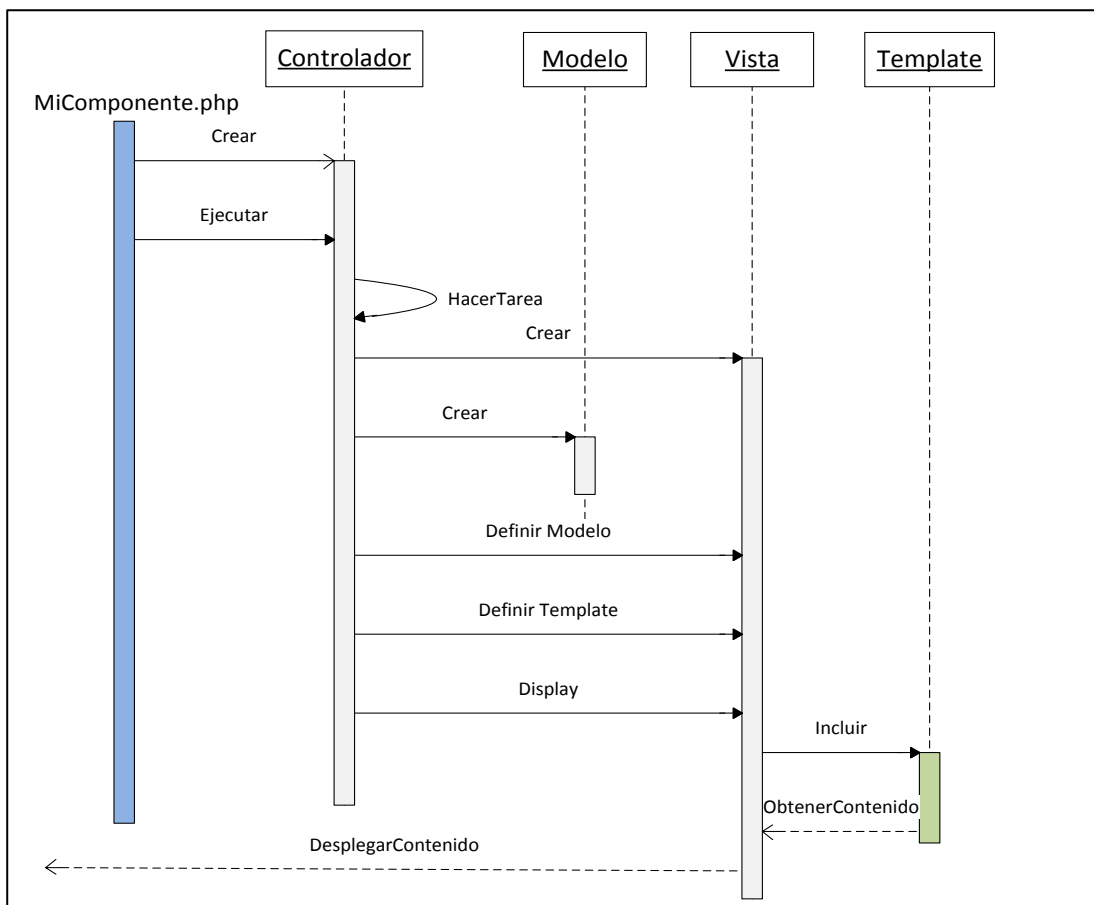 Controlador
Modelo
Vista
Template
MiComponente.php
Crear
Ejecutar
HacerTarea
Crear
Crear
Definir Modelo
Definir Template
Display
Incluir
ObtenerContenido
DesplegarContenido